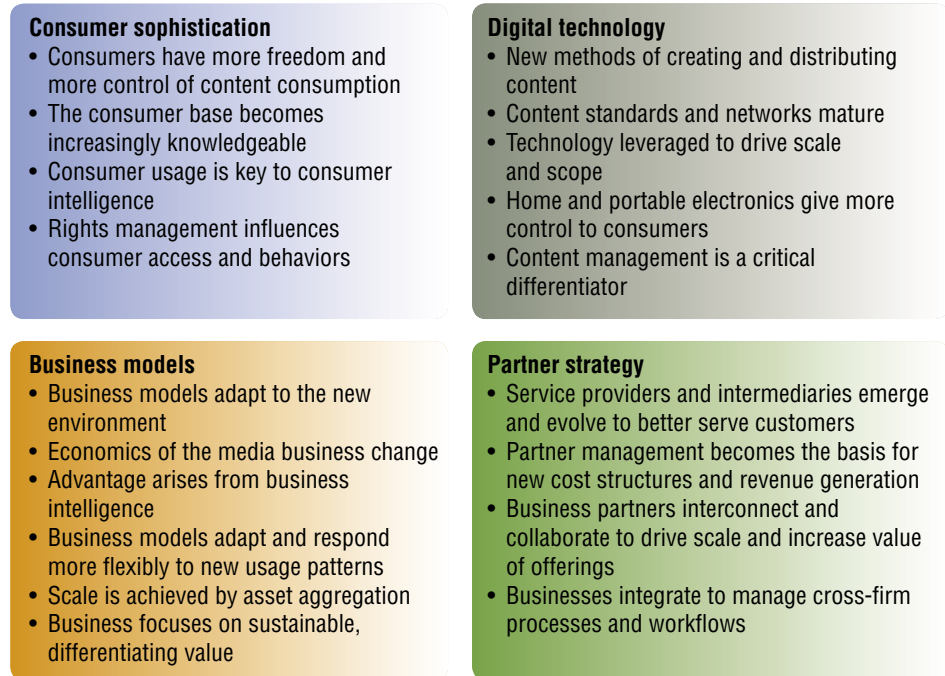 Consumer sophistication
• Consumers have more freedom and
more control of content consumption
• The consumer base becomes
increasingly knowledgeable
• Consumer usage is key to consumer
intelligence
• Rights management influences
consumer access and behaviors
Digital technology
• New methods of creating and distributing
content
• Content standards and networks mature
• Technology leveraged to drive scale
and scope
• Home and portable electronics give more
control to consumers
• Content management is a critical
differentiator
Business models
• Business models adapt to the new
environment
• Economics of the media business change
• Advantage arises from business
intelligence
• Business models adapt and respond
more flexibly to new usage patterns
• Scale is achieved by asset aggregation
• Business focuses on sustainable,
differentiating value
Partner strategy
• Service providers and intermediaries emerge
and evolve to better serve customers
• Partner management becomes the basis for
new cost structures and revenue generation
• Business partners interconnect and
collaborate to drive scale and increase value
of offerings
• Businesses integrate to manage cross-firm
processes and workflows